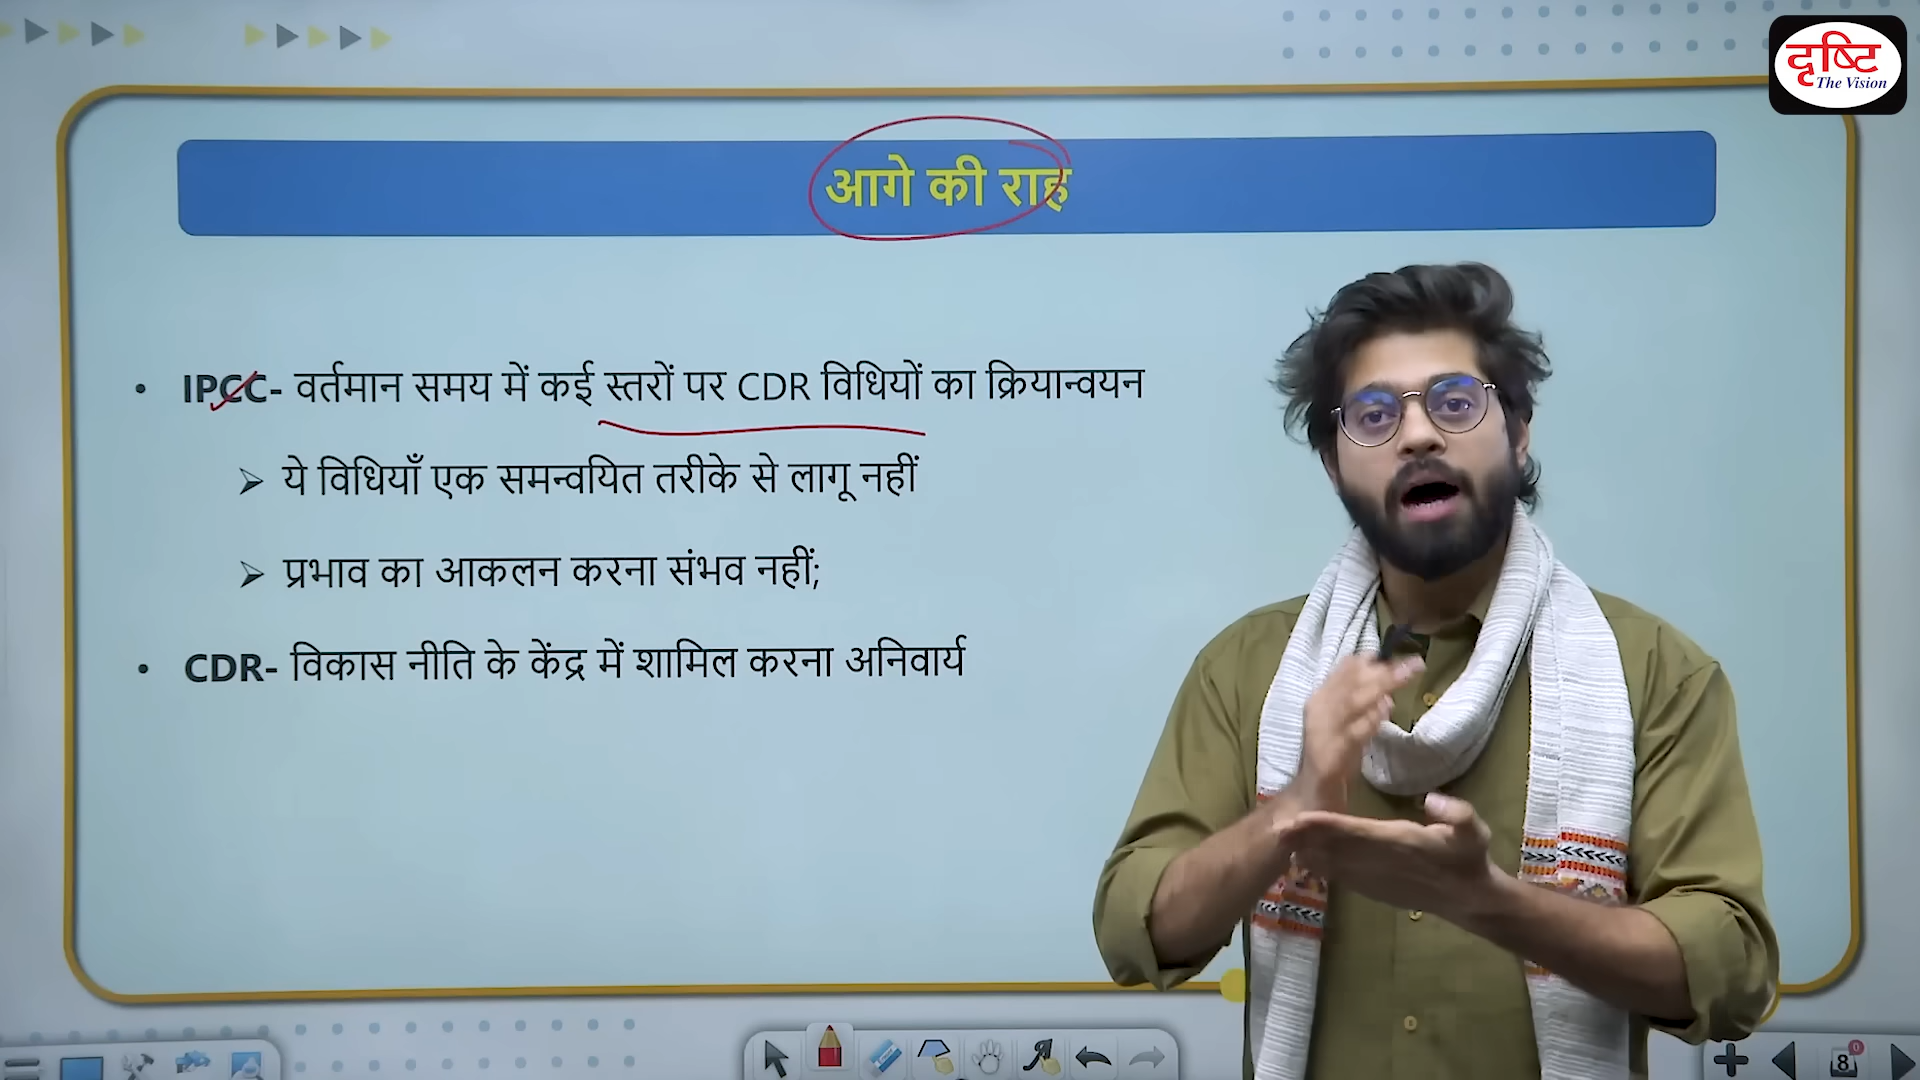 दृष्टि
The Vision
आगे की राह
• IPCC- वर्तमान समय में कई स्तरों पर CDR विधियों का क्रियान्वयन
➢ ये विधियाँ एक समन्वयित तरीके से लागू नहीं
➢ प्रभाव का आकलन करना संभव नहीं;
• CDR- विकास नीति के केंद्र में शामिल करना अनिवार्य
8
0